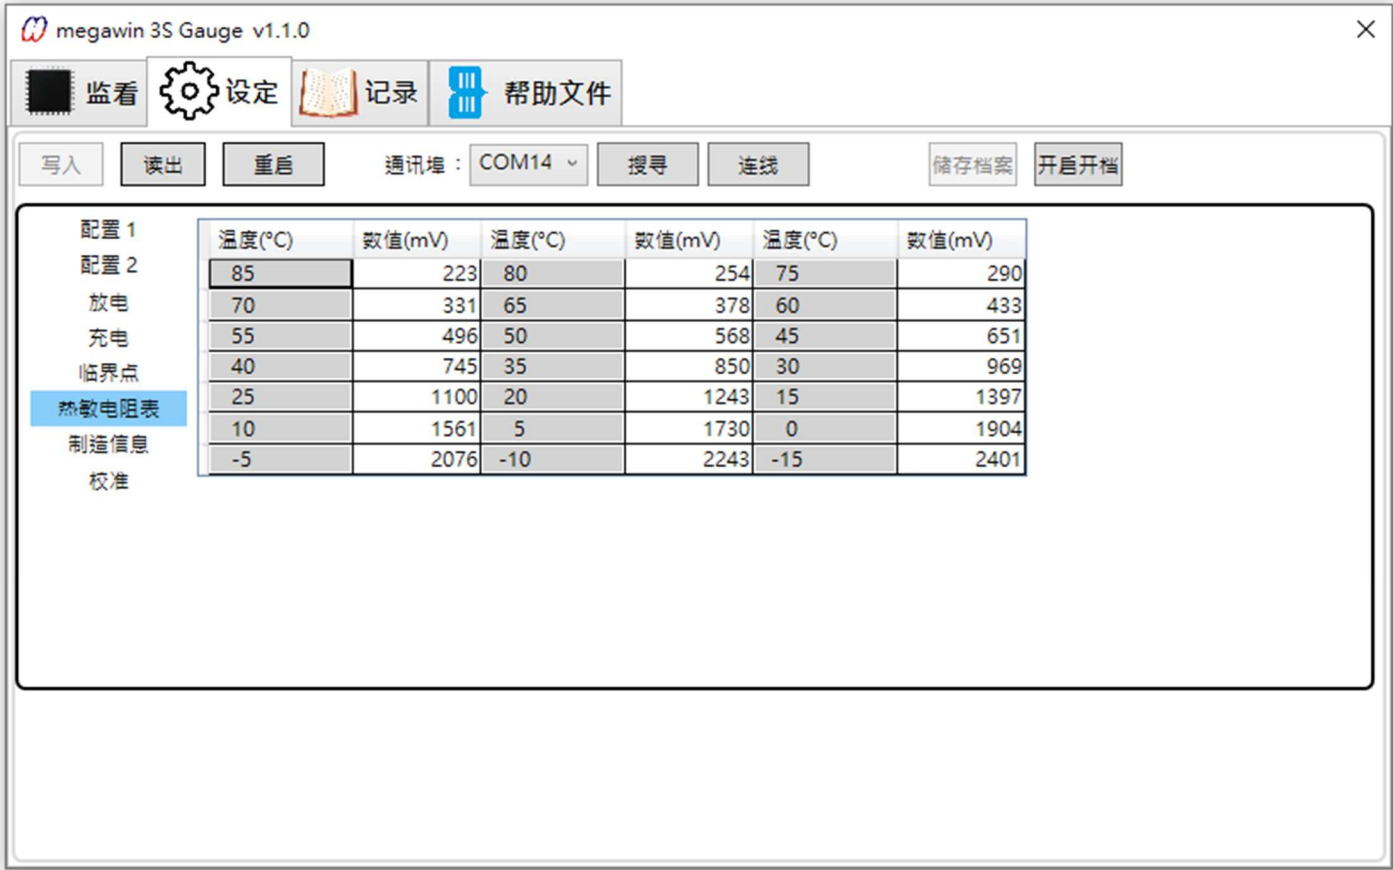 megawin 3S Gauge v1.1.0
监看 设定 记录 帮助文件
写入 读出 重启 通讯埠： COM14 搜寻 连线 储存档案 开启开档
配置 1
配置 2
放电
充电
临界点
热敏电阻表
制造信息
校准
温度(°C) 数值(mV) 温度(°C) 数值(mV) 温度(°C) 数值(mV)
85 223 80 254 75 290
70 331 65 378 60 433
55 496 50 568 45 651
40 745 35 850 30 969
25 1100 20 1243 15 1397
10 1561 5 1730 0 1904
-5 2076 -10 2243 -15 2401